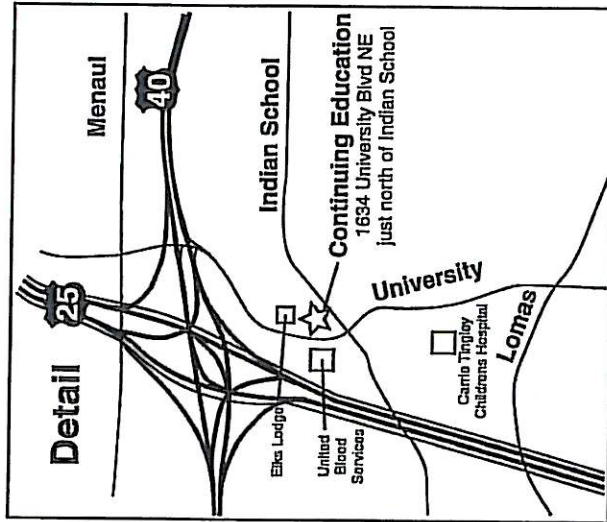 Detail
25
40
Menaul
Indian School
Continuing Education
1634 University Blvd NE
just north of Indian School
Elks Lodge
United
Blood
Services
University
Carrie Tingley
Childrens Hospital
Lomas